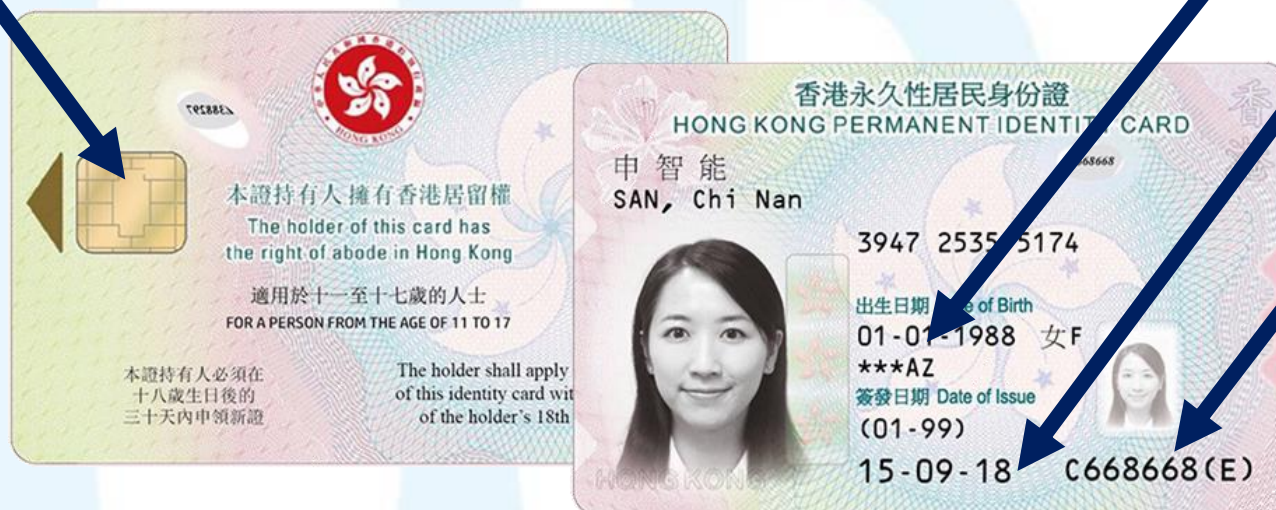 HONG KONG
本證持有人擁有香港居留權
The holder of this card has
the right of abode in Hong Kong
適用於十一至十七歲的人士
FOR A PERSON FROM THE AGE OF 11 TO 17
本證持有人必須在
十八歲生日後的
三十天內申領新證
The holder shall apply
of this identity card wit
of the holder's 18th
香港永久性居民身份證
HONG KONG PERMANENT IDENTITY CARD
申智能
SAN, Chi Nan
3947 2535 5174
出生日期 of Birth
01-01-1988 女F
***AZ
簽發日期 Date of Issue
(01-99)
15-09-18 C668668(E)
HONG KONG
香